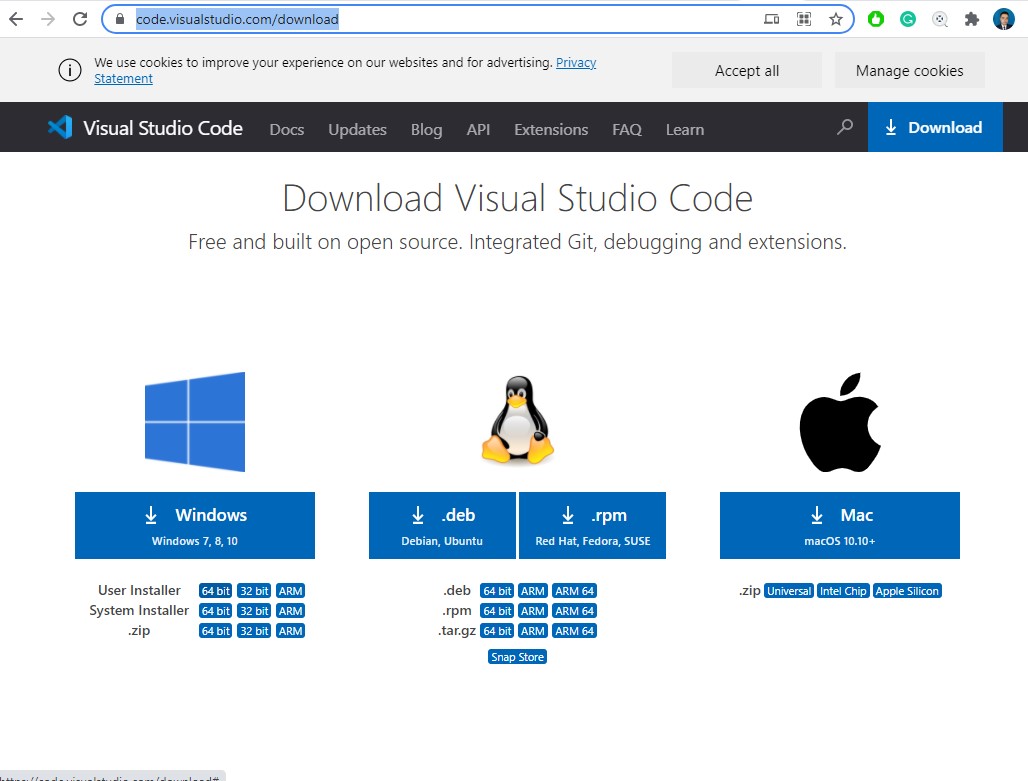 code.visualstudio.com/download
We use cookies to improve your experience on our websites and for advertising. Privacy
Statement
Accept all
Manage cookies
Visual Studio Code Docs Updates Blog API Extensions FAQ Learn Download
Download Visual Studio Code
Free and built on open source. Integrated Git, debugging and extensions.
Windows
Windows 7, 8, 10
.deb
Debian, Ubuntu
.rpm
Red Hat, Fedora, SUSE
Mac
macOS 10.10+
User Installer 64 bit 32 bit ARM
System Installer 64 bit 32 bit ARM
.zip 64 bit 32 bit ARM
.deb 64 bit ARM ARM 64
.rpm 64 bit ARM ARM 64
.tar.gz 64 bit ARM ARM 64
Snap Store
.zip Universal Intel Chip Apple Silicon
https://code.visualstudio.com/download#